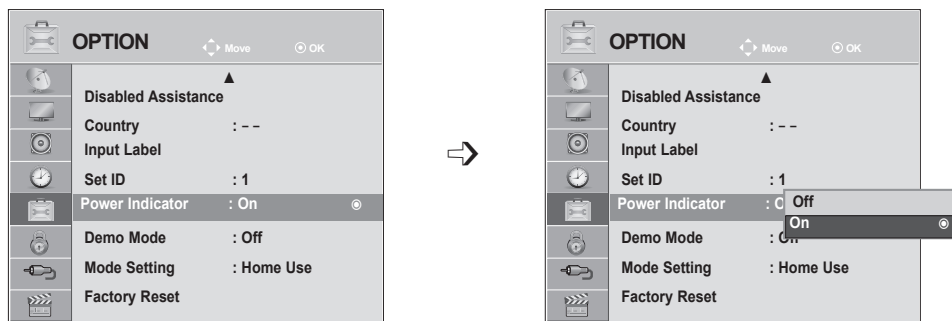 OPTION Move OK
Disabled Assistance
Country : – –
Input Label
Set ID : 1
Power Indicator : On
Demo Mode : Off
Mode Setting : Home Use
Factory Reset
OPTION Move OK
Disabled Assistance
Country : – –
Input Label
Set ID : 1
Power Indicator
Off
On
Demo Mode
Mode Setting : Home Use
Factory Reset